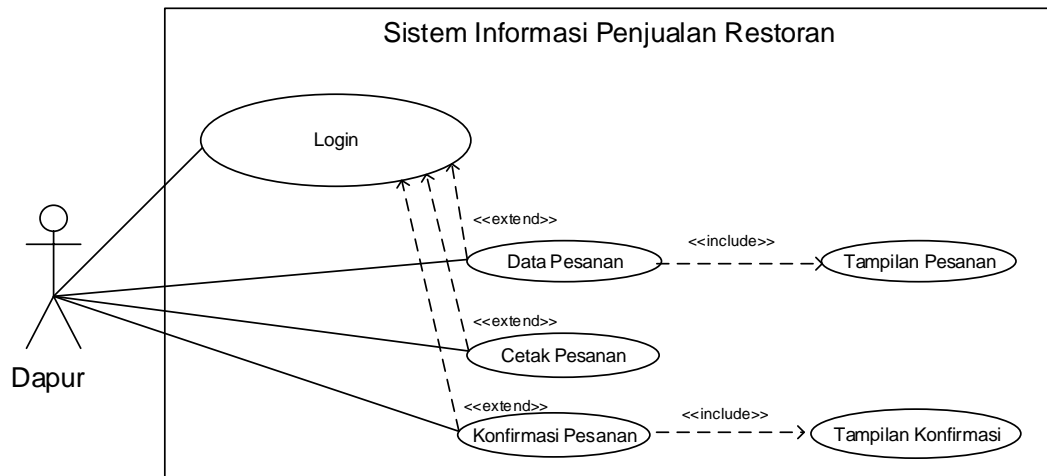 Sistem Informasi Penjualan Restoran
Login
<<extend>>
<<include>>
Data Pesanan
Tampilan Pesanan
<<extend>>
Cetak Pesanan
Dapur
<<extend>>
<<include>>
Konfirmasi Pesanan
Tampilan Konfirmasi